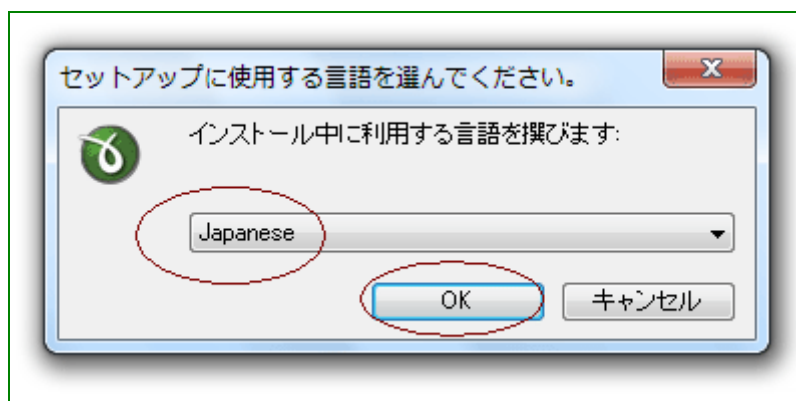 セットアップに使用する言語を選んでください。
インストール中に利用する言語を撰びます:
Japanese
OK
キャンセル